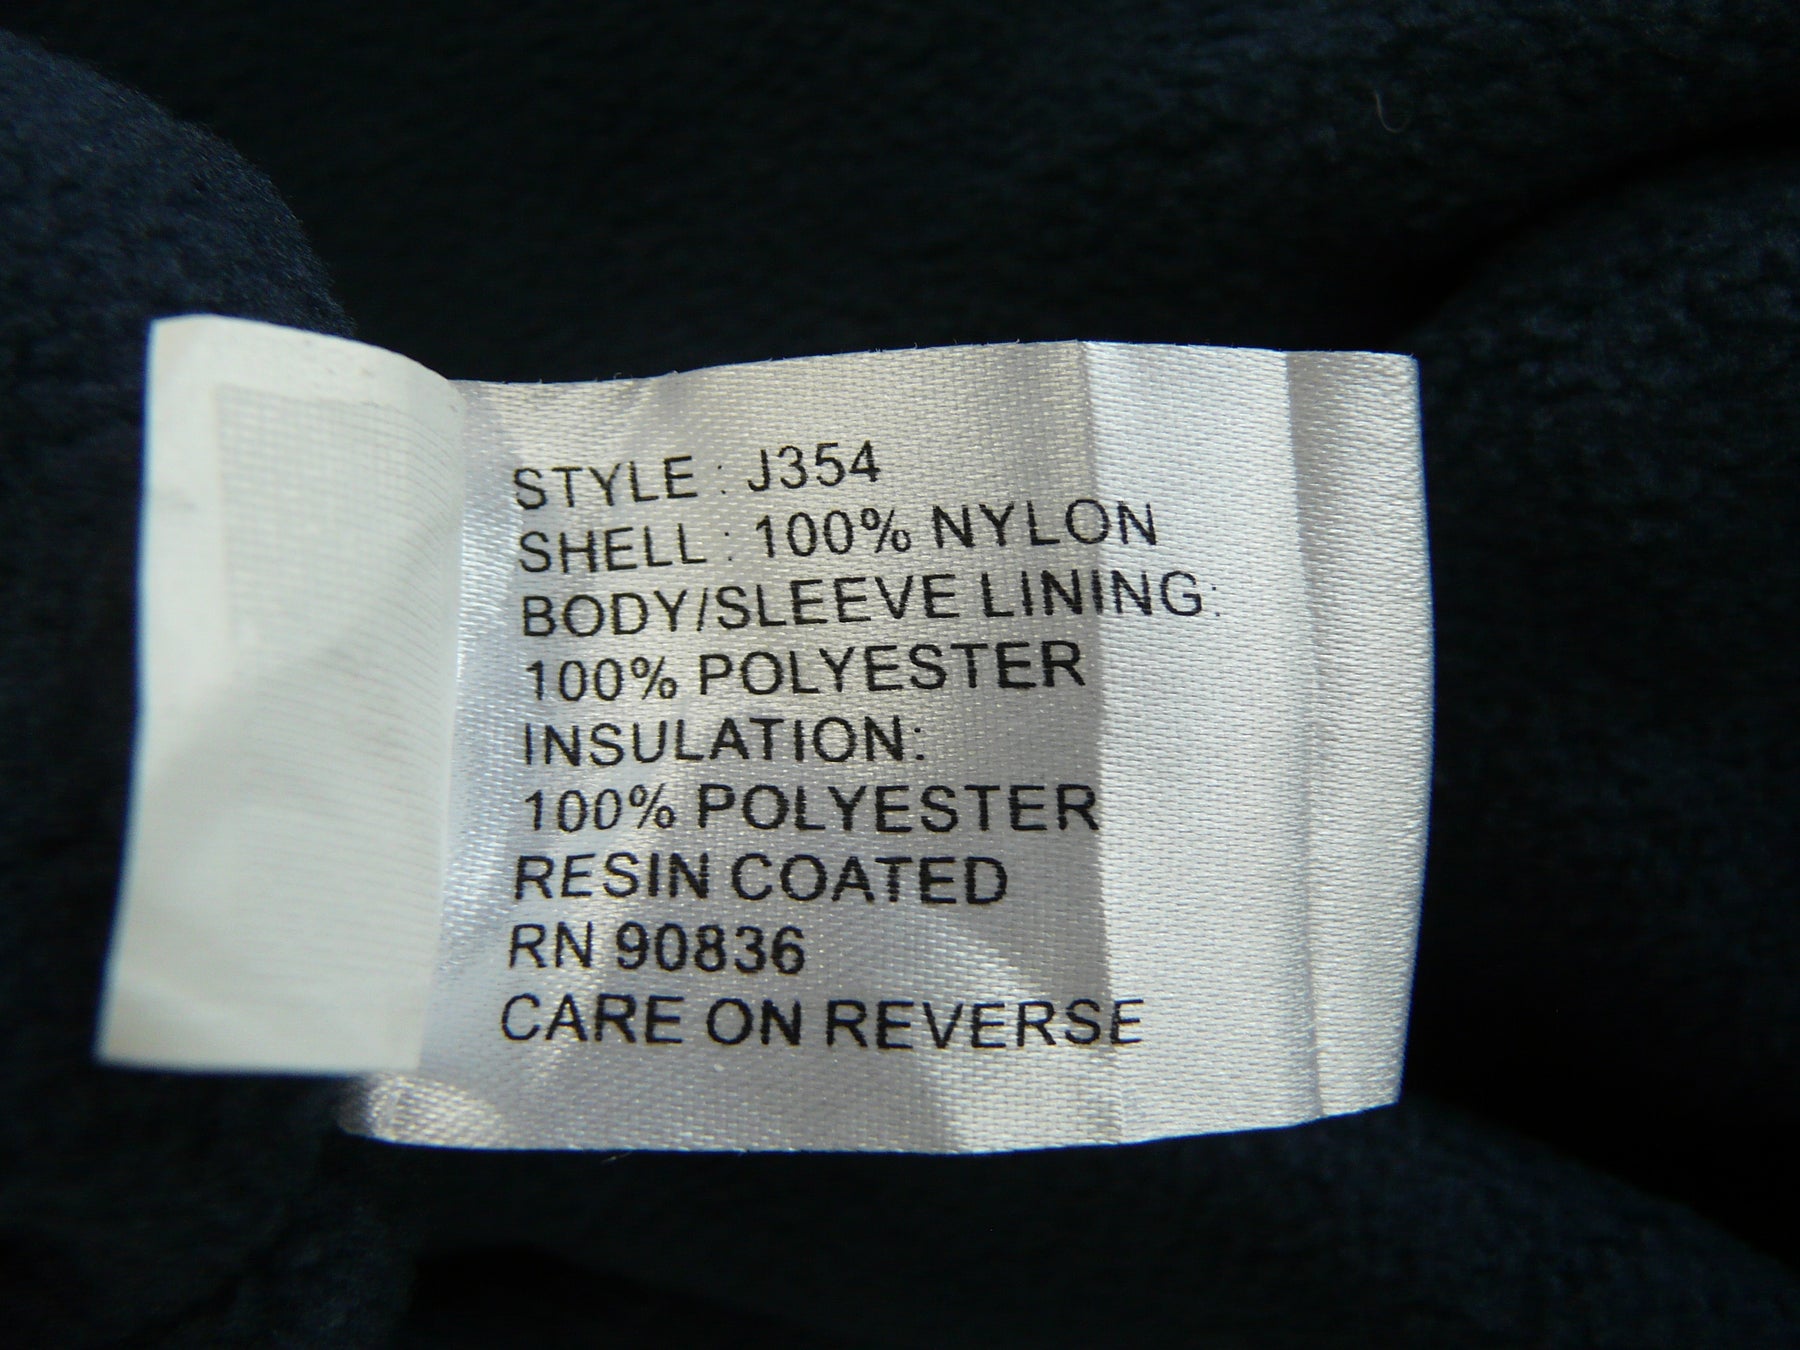 STYLE : J354
SHELL : 100% NYLON
BODY/SLEEVE LINING:
100% POLYESTER
INSULATION:
100% POLYESTER
RESIN COATED
RN 90836
CARE ON REVERSE